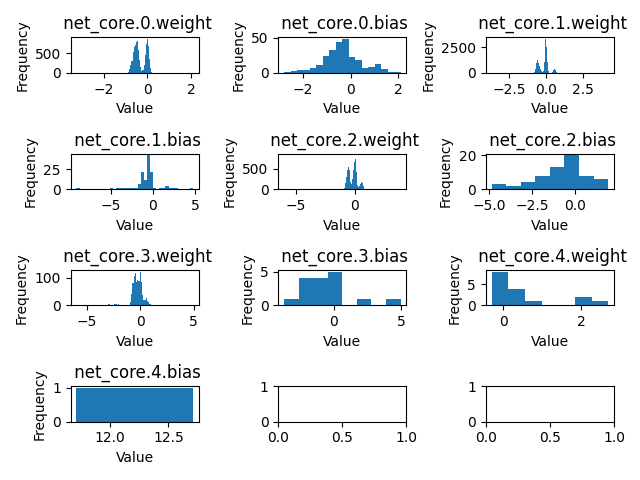 net_core.0.weight
Frequency
500
0
−2
0
2
Value
net_core.0.bias
Frequency
50
0
−2
0
2
Value
net_core.1.weight
Frequency
2500
0
−2.5
0.0
2.5
Value
net_core.1.bias
Frequency
25
0
−5
0
5
Value
net_core.2.weight
Frequency
500
0
−5
0
Value
net_core.2.bias
Frequency
20
0
−5.0
−2.5
0.0
Value
net_core.3.weight
Frequency
100
0
−5
0
5
Value
net_core.3.bias
Frequency
5
0
0
5
Value
net_core.4.weight
Frequency
5
0
0
2
Value
net_core.4.bias
Frequency
1
0
12.0
12.5
Value
1
0
0.0
0.5
1.0
1
0
0.0
0.5
1.0